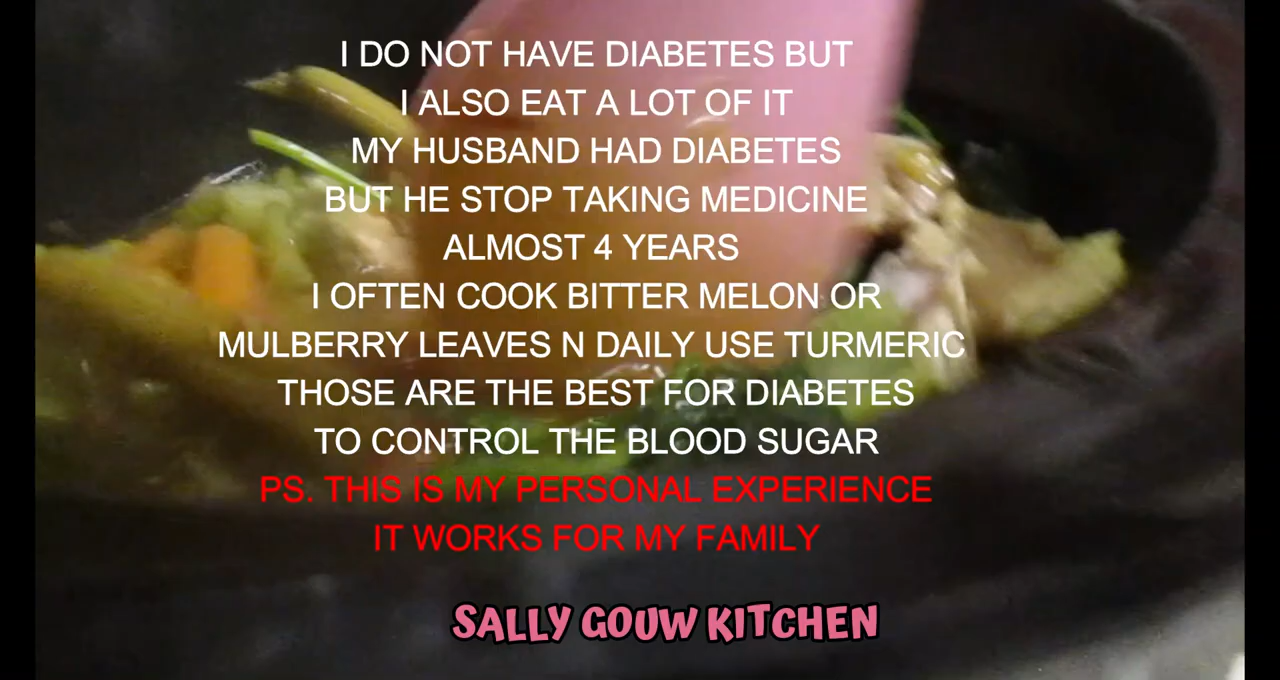 I DO NOT HAVE DIABETES BUT
I ALSO EAT A LOT OF IT
MY HUSBAND HAD DIABETES
BUT HE STOP TAKING MEDICINE
ALMOST 4 YEARS
I OFTEN COOK BITTER MELON OR
MULBERRY LEAVES N DAILY USE TURMERIC
THOSE ARE THE BEST FOR DIABETES
TO CONTROL THE BLOOD SUGAR
PS. THIS IS MY PERSONAL EXPERIENCE
IT WORKS FOR MY FAMILY
SALLY GOUW KITCHEN